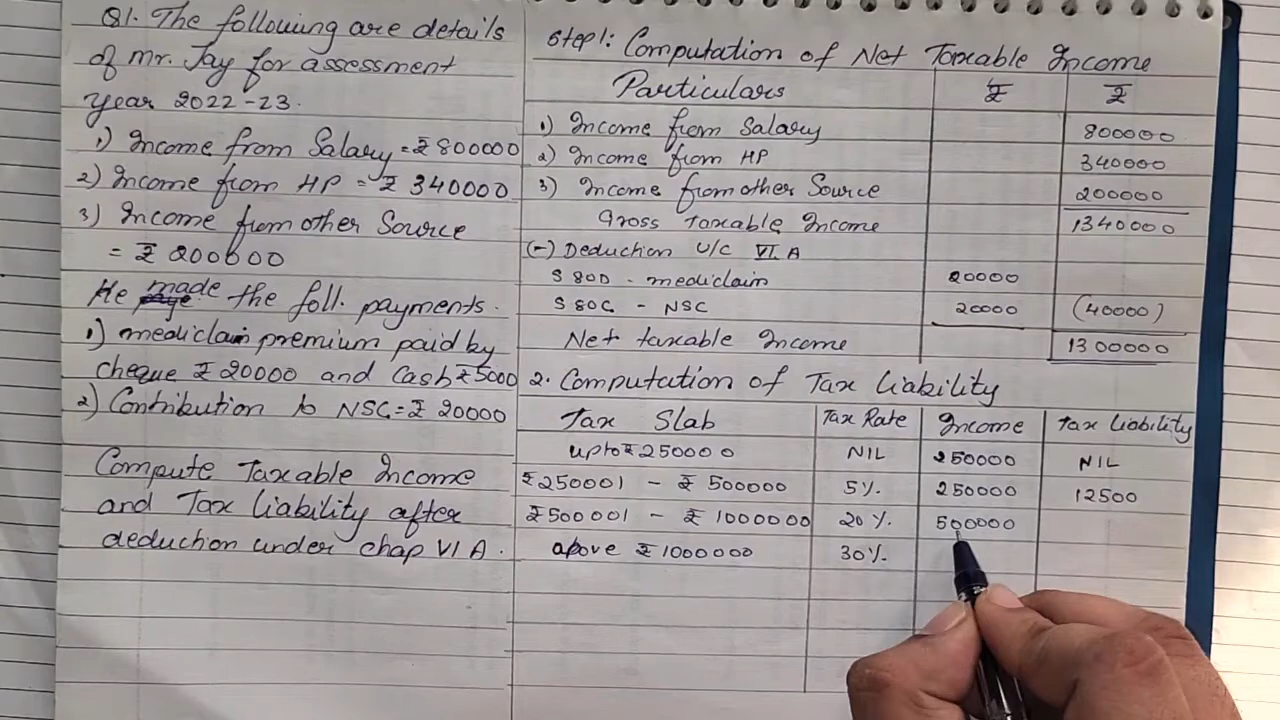 Q1. The following are details
of Mr. Jay for assessment
year 2022-23.
1) Income from Salary = ₹ 800000
2) Income from HP = ₹ 340000
3) Income from other Source
= ₹ 200000
He made the foll. payments.
1) mediclaim premium paid by
cheque ₹ 20000 and Cash ₹5000
2) Contribution to NSC = ₹ 20000
Compute Taxable Income
and Tax Liability after
deduction under chap VI A.
Step 1: Computation of Net Taxable Income
Particulars ₹ ₹
1) Income from Salary 800000
2) Income from HP 340000
3) Income from other Source 200000
Gross Taxable Income 1340000
(-) Deduction U/C VI.A
S 80D - mediclaim 20000
S 80C - NSC 20000 (40000)
Net taxable Income 1300000
2. Computation of Tax Liability
Tax Slab Tax Rate Income Tax Liability
upto ₹ 250000 NIL 250000 NIL
₹250001 - ₹ 500000 5% 250000 12500
₹500001 - ₹ 1000000 20% 500000
above ₹ 1000000 30%